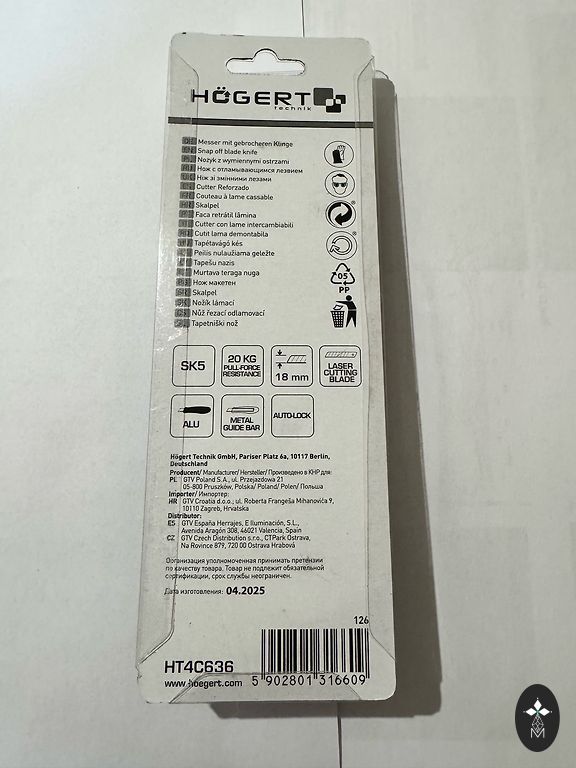 HÖGERT
technik
Messer mit gebrocheren Klinge
Snap off blade knife
Nożyk z wymiennymi ostrzami
Нож с отламывающимся лезвием
Ніж зі змінними лезами
Cutter Reforzado
Couteau à lame cassable
Skalpel
Faca retrátil lâmina
Cutter con lame intercambiabili
Cutit lama demontabila
Tapétavágó kés
Peilis nulaužiama geležte
Tapešu nazis
Murtava teraga nuga
Нож макетен
Skalpel
Nožík lámací
Nůž řezací odlamovací
Tapetniški nož
05
PP
SK5
20 KG
PULL-FORCE
RESISTANCE
18 mm
LASER
CUTTING
BLADE
ALU
METAL
GUIDE BAR
AUTO-LOCK
Högert Technik GmbH, Pariser Platz 6a, 10117 Berlin,
Deutschland
Producent/ Manufacturer/ Hersteller/ Произведено в КНР для:
PL GTV Poland S.A., ul. Przejazdowa 21
05-800 Pruszków, Polska/ Poland/ Polen/ Польша
Importer/ Импортер:
HR GTV Croatia d.o.o.; ul. Roberta Frangeša Mihanovića 9,
10110 Zagreb, Hrvatska
Distributor:
ES GTV España Herrajes, E Iluminación, S.L.,
Avenida Aragón 308, 46021 Valencia, Spain
CZ GTV Czech Distribution s.r.o., CTPark Ostrava,
Na Rovince 879, 720 00 Ostrava Hrabová
Организация уполномоченная принимать претензии
по качеству товара. Товар не подлежит обязательной
сертификации, срок службы неограничен.
Дата изготовления: 04.2025
126
HT4C636
www.hoegert.com
5 902801 316609
M